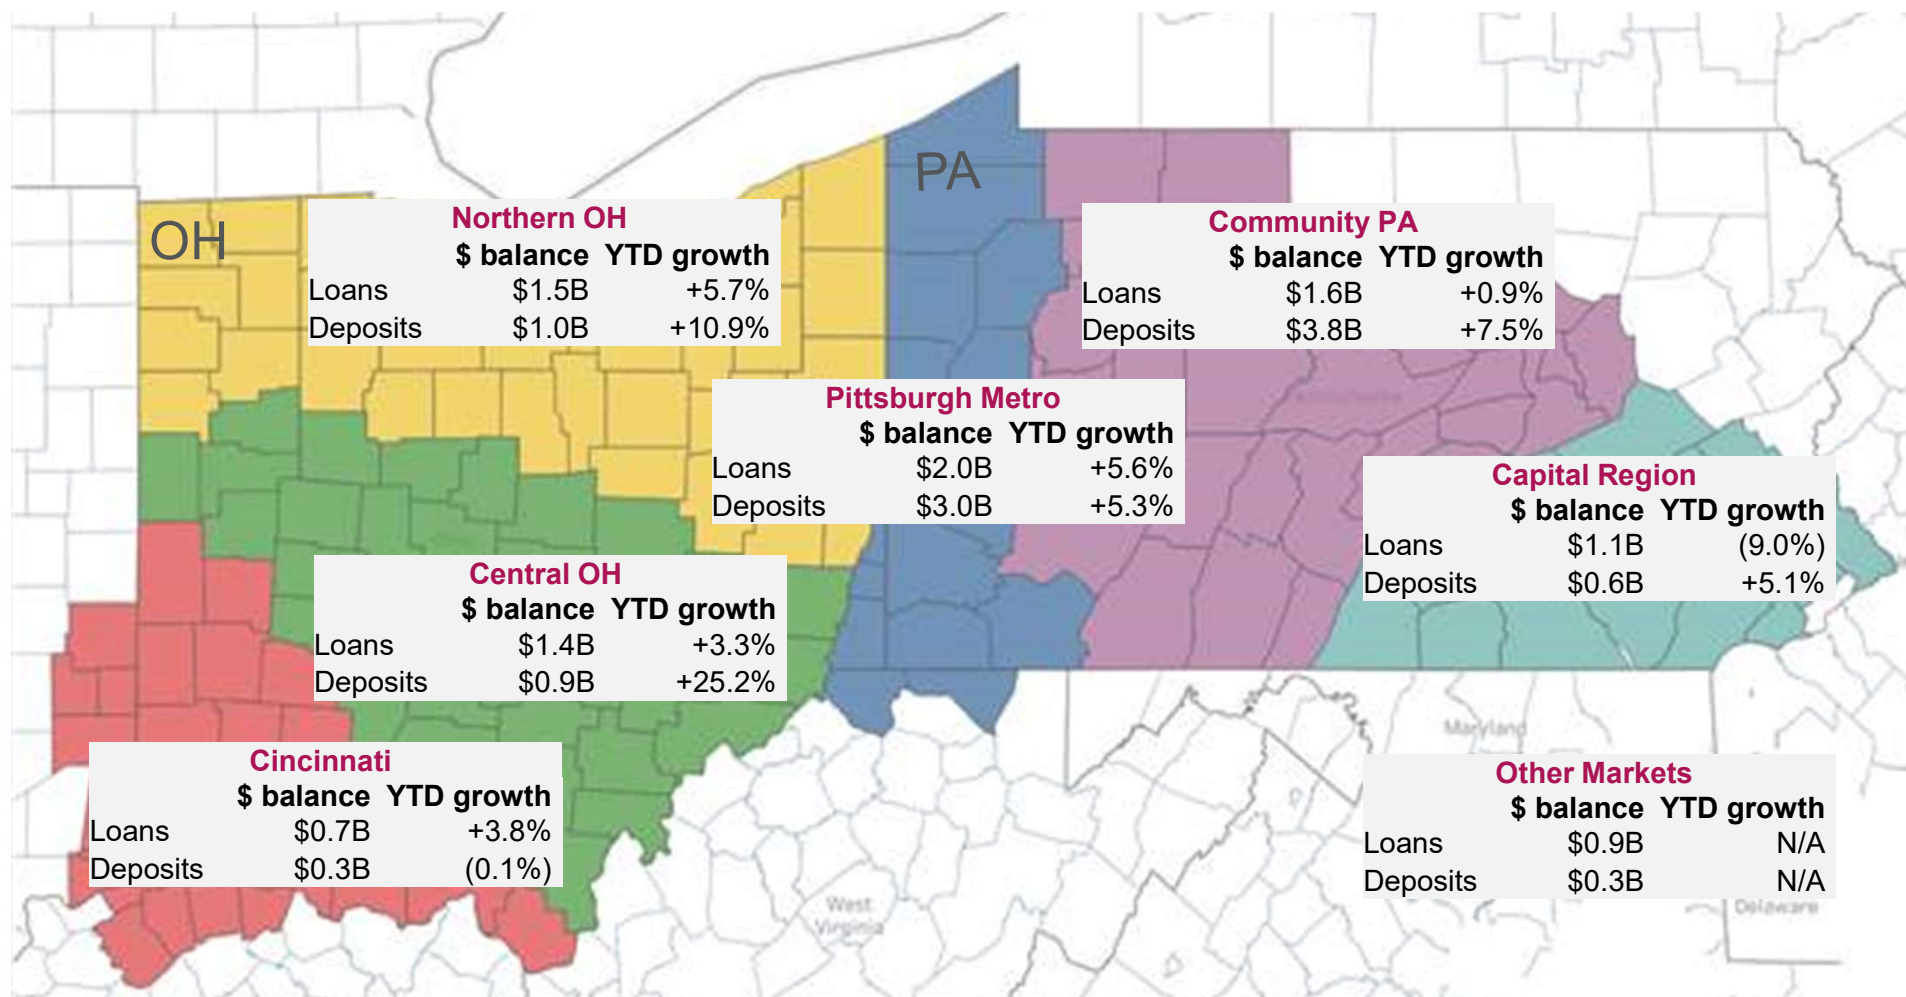 OH
PA
Northern OH
$ balance YTD growth
Loans $1.5B +5.7%
Deposits $1.0B +10.9%
Community PA
$ balance YTD growth
Loans $1.6B +0.9%
Deposits $3.8B +7.5%
Pittsburgh Metro
$ balance YTD growth
Loans $2.0B +5.6%
Deposits $3.0B +5.3%
Capital Region
$ balance YTD growth
Loans $1.1B (9.0%)
Deposits $0.6B +5.1%
Central OH
$ balance YTD growth
Loans $1.4B +3.3%
Deposits $0.9B +25.2%
Cincinnati
$ balance YTD growth
Loans $0.7B +3.8%
Deposits $0.3B (0.1%)
Maryland
Other Markets
$ balance YTD growth
Loans $0.9B N/A
Deposits $0.3B N/A
West
Virginia
Delaware